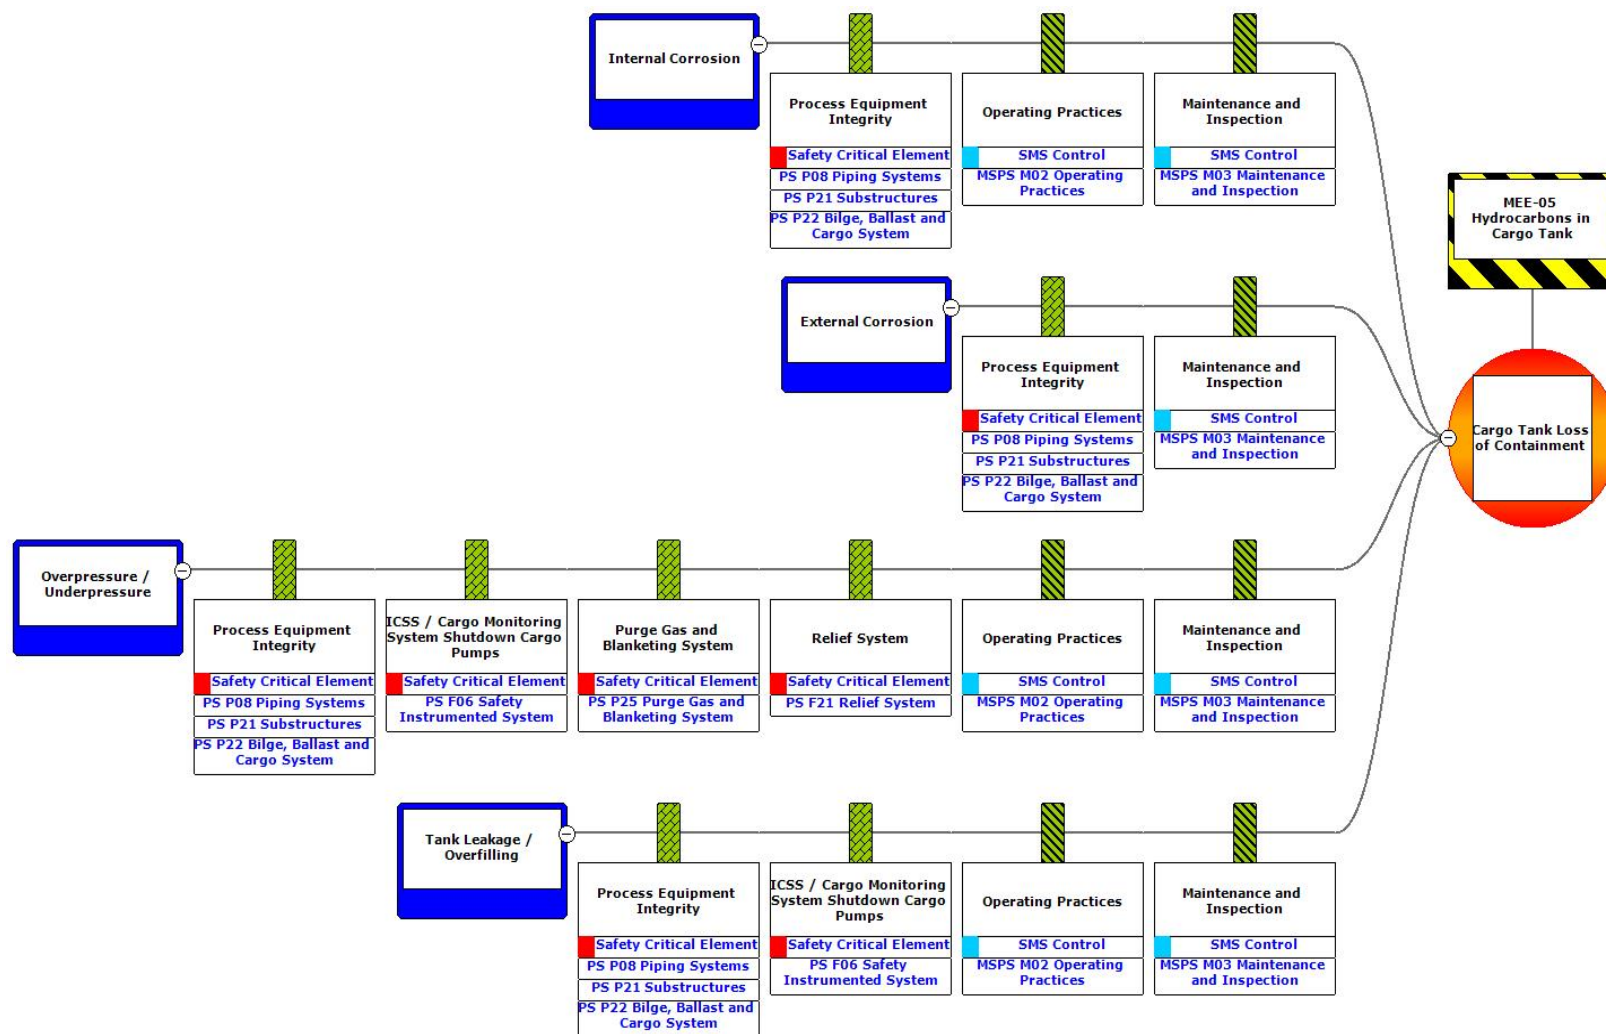 Internal Corrosion
Process Equipment
Integrity
Safety Critical Element
PS P08 Piping Systems
PS P21 Substructures
PS P22 Bilge, Ballast and
Cargo System
Operating Practices
SMS Control
MSPS M02 Operating
Practices
Maintenance and
Inspection
SMS Control
MSPS M03 Maintenance
and Inspection
MEE-05
Hydrocarbons in
Cargo Tank
External Corrosion
Process Equipment
Integrity
Safety Critical Element
PS P08 Piping Systems
PS P21 Substructures
PS P22 Bilge, Ballast and
Cargo System
Maintenance and
Inspection
SMS Control
MSPS M03 Maintenance
and Inspection
Cargo Tank Loss
of Containment
Overpressure /
Underpressure
Process Equipment
Integrity
Safety Critical Element
PS P08 Piping Systems
PS P21 Substructures
PS P22 Bilge, Ballast and
Cargo System
ICSS / Cargo Monitoring
System Shutdown Cargo
Pumps
Safety Critical Element
PS F06 Safety
Instrumented System
Purge Gas and
Blanketing System
Safety Critical Element
PS P25 Purge Gas and
Blanketing System
Relief System
Safety Critical Element
PS F21 Relief System
Operating Practices
SMS Control
MSPS M02 Operating
Practices
Maintenance and
Inspection
SMS Control
MSPS M03 Maintenance
and Inspection
Tank Leakage /
Overfilling
Process Equipment
Integrity
Safety Critical Element
PS P08 Piping Systems
PS P21 Substructures
PS P22 Bilge, Ballast and
Cargo System
ICSS / Cargo Monitoring
System Shutdown Cargo
Pumps
Safety Critical Element
PS F06 Safety
Instrumented System
Operating Practices
SMS Control
MSPS M02 Operating
Practices
Maintenance and
Inspection
SMS Control
MSPS M03 Maintenance
and Inspection